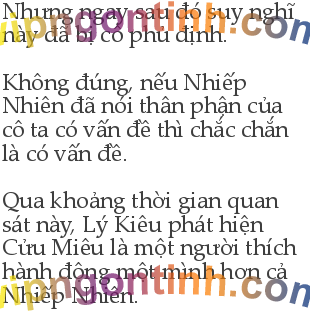 Nhưng ngay sau đó suy nghĩ
này đã bị cô phủ định.
Không đúng, nếu Nhiếp
Nhiên đã nói thân phận của
cô ta có vấn đề thì chắc chắn
là có vấn đề.
Qua khoảng thời gian quan
sát này, Lý Kiêu phát hiện
Cửu Miêu là một người thích
hành động một mình hơn cả
Nhiếp Nhiên.
vipngontinh.com
vipngontinh.com